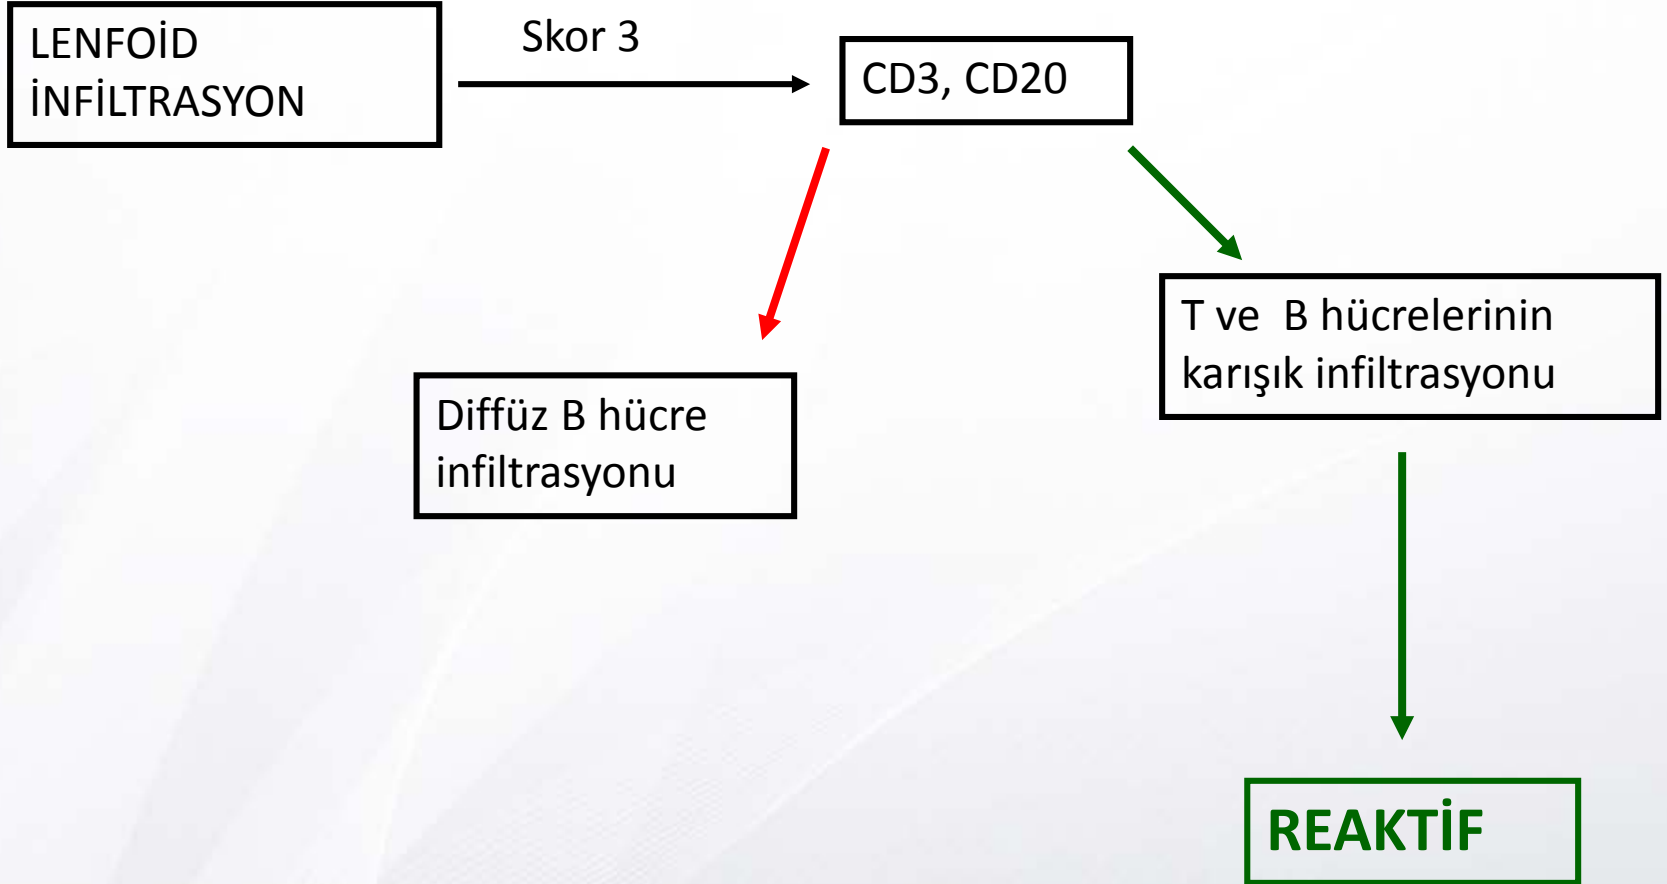 LENFOİD
İNFİLTRASYON
Skor 3
CD3, CD20
T ve B hücrelerinin
karışık infiltrasyonu
Diffüz B hücre
infiltrasyonu
REAKTİF